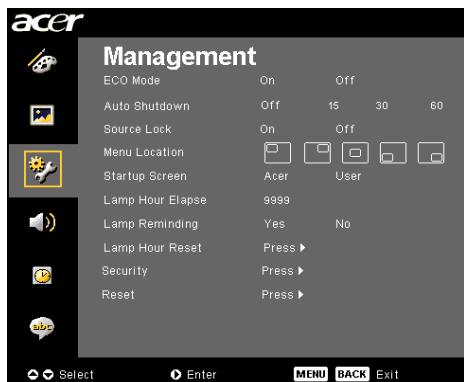 acer
Management
ECO Mode On Off
Auto Shutdown Off 15 30 60
Source Lock On Off
Menu Location
Startup Screen Acer User
Lamp Hour Elapse 9999
Lamp Reminding Yes No
Lamp Hour Reset Press
Security Press
Reset Press
abc
Select Enter MENU BACK Exit